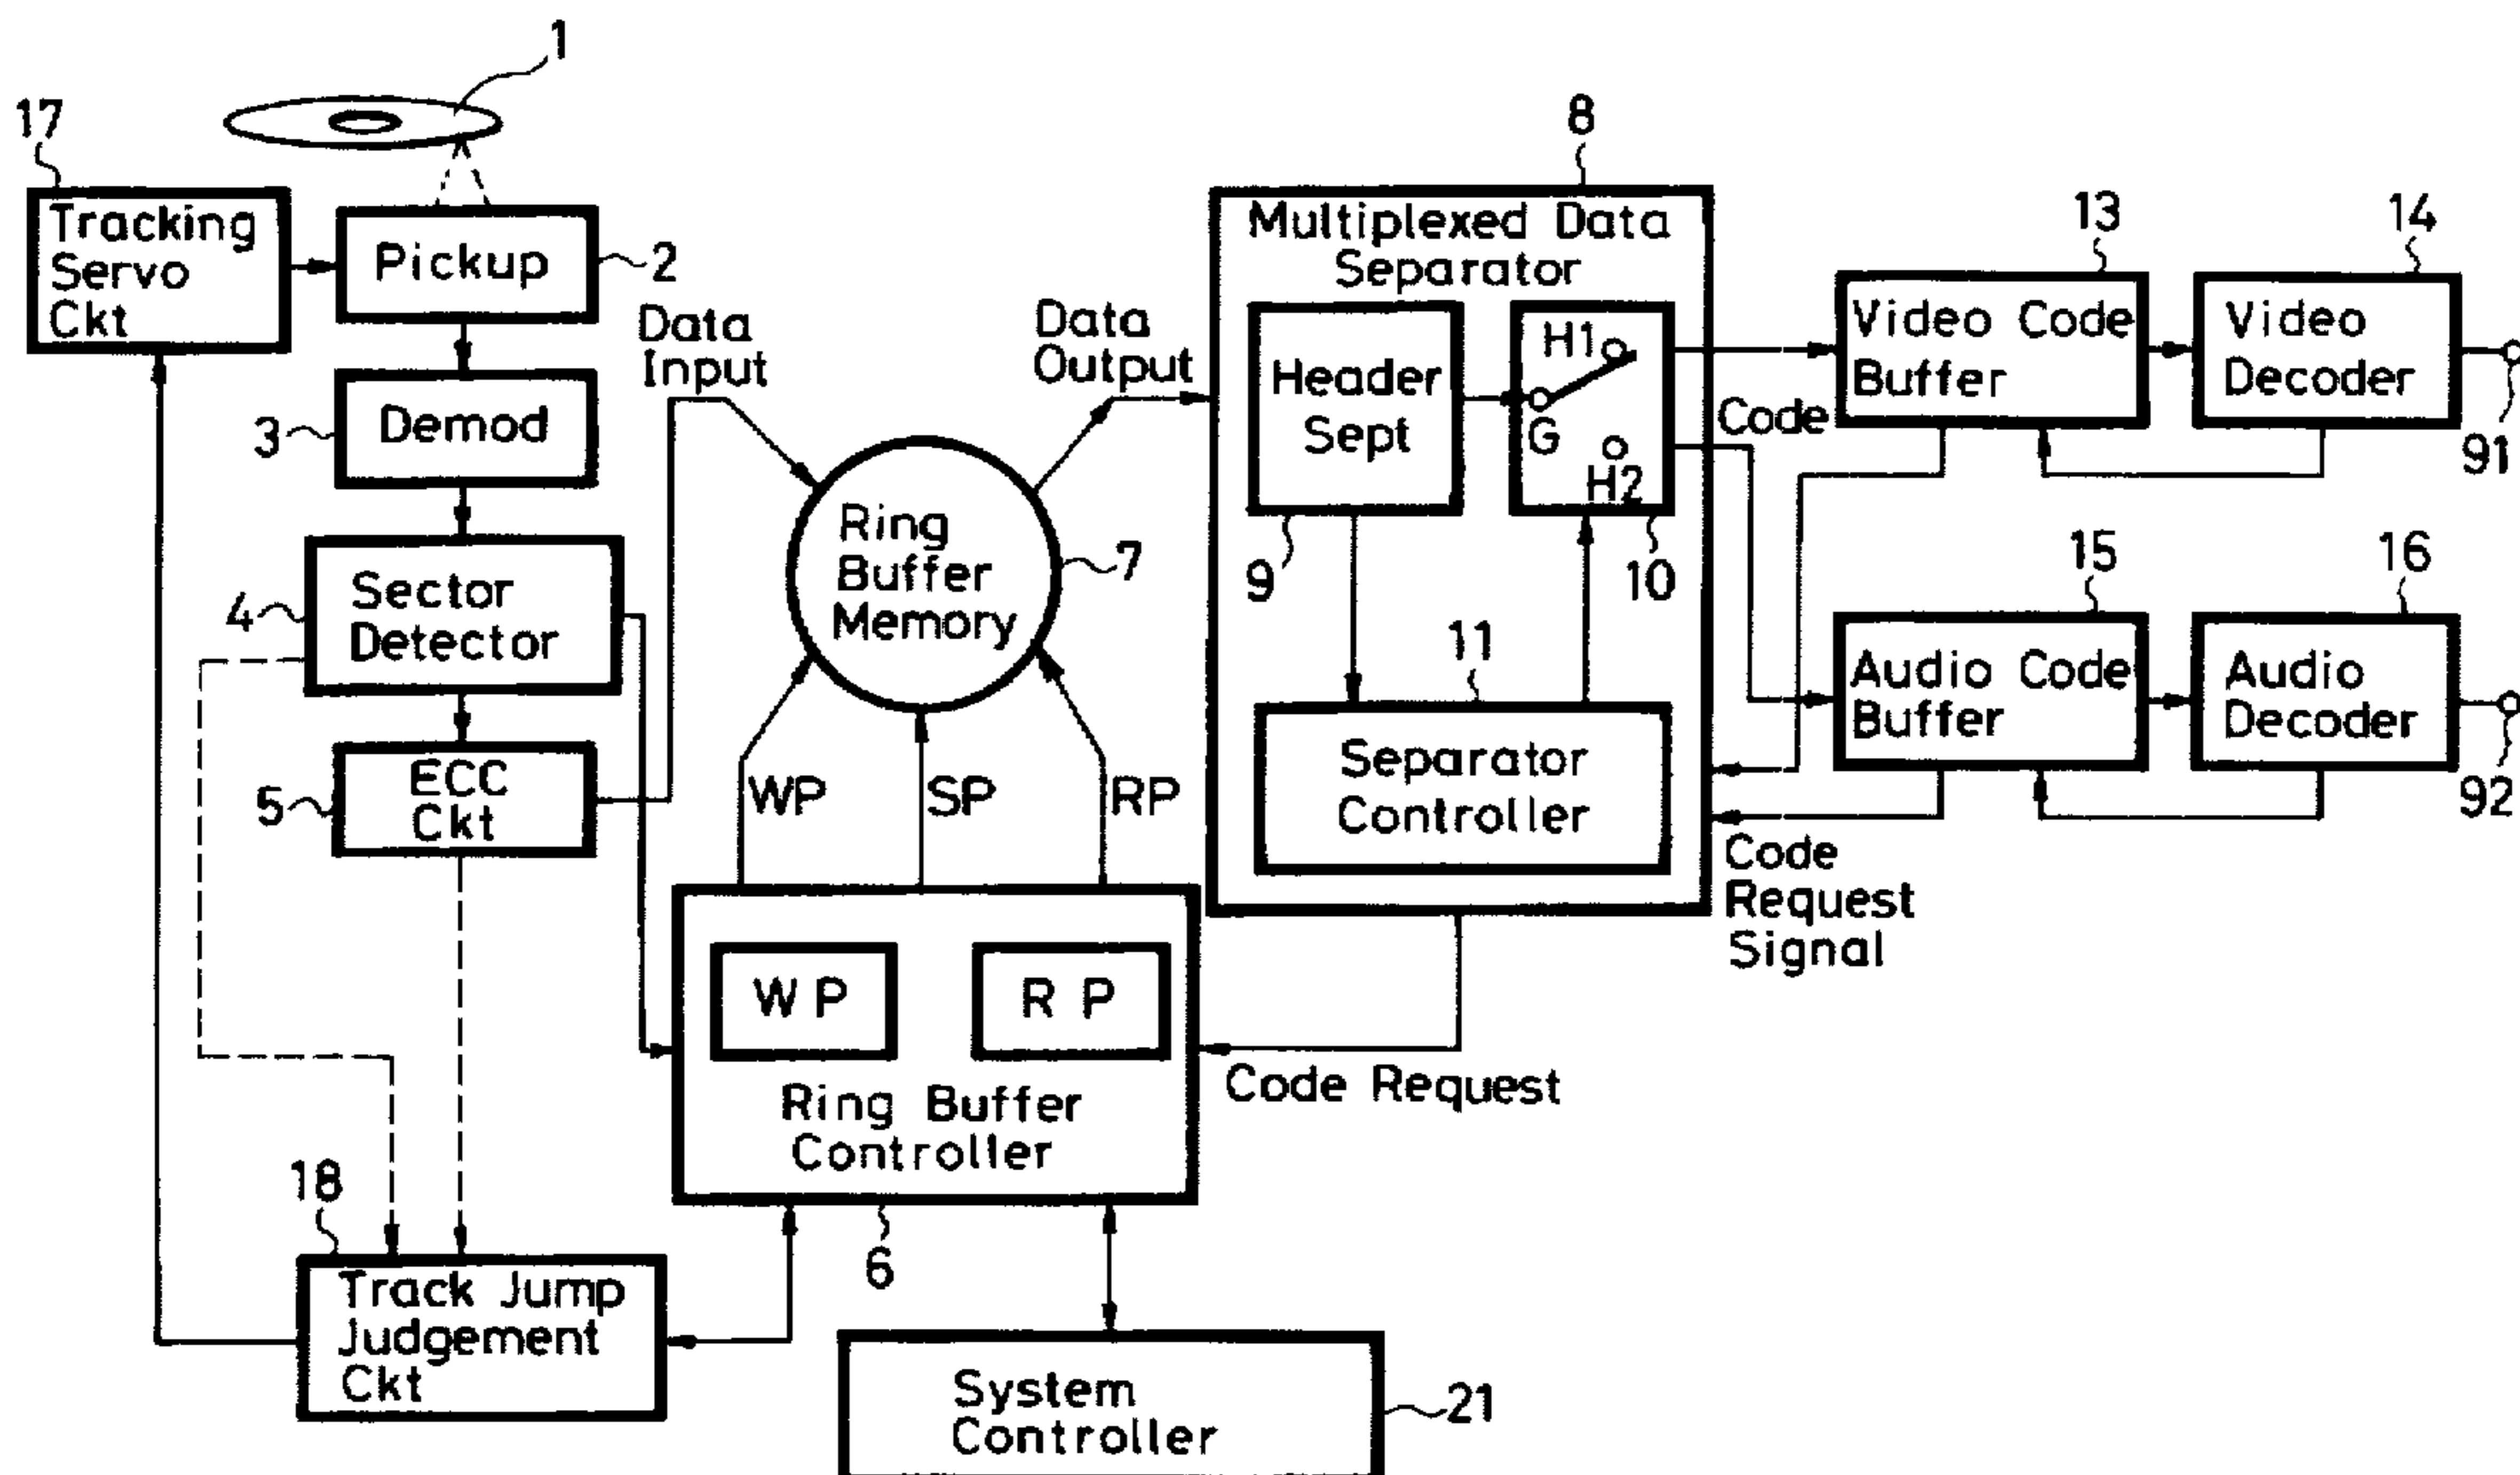 1
17
Tracking
Servo
Ckt
Pickup
2
Data
Input
Demod
3
Sector
Detector
4
ECC
Ckt
5
Data
Output
Ring
Buffer
Memory
7
WP
SP
RP
W P
R P
Ring Buffer
Controller
6
8
Multiplexed Data
Separator
Header
Sept
9
H1
G
H2
10
11
Separator
Controller
Code
13
Video Code
Buffer
14
Video
Decoder
91
15
Audio Code
Buffer
16
Audio
Decoder
92
Code
Request
Signal
Code Request
18
Track Jump
Judgement
Ckt
System
Controller
21